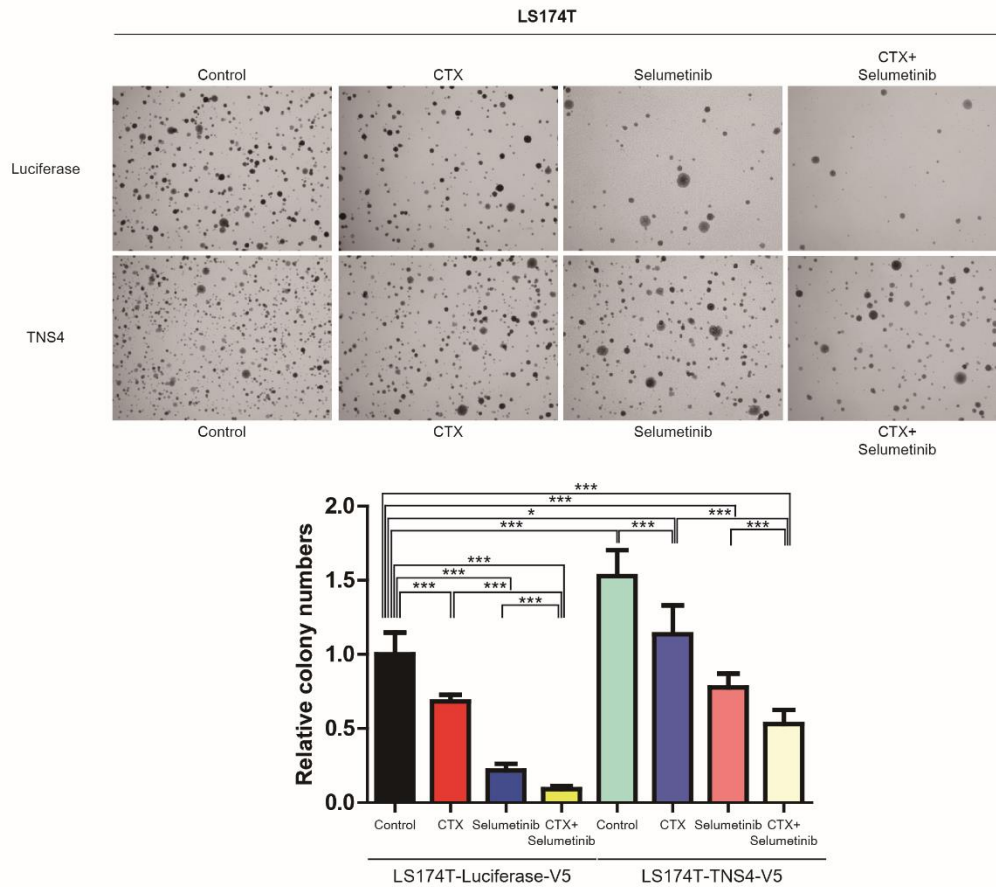 LS174T
Control CTX Selumetinib CTX+
Selumetinib
Luciferase
TNS4
Control CTX Selumetinib CTX+
Selumetinib
***
***
* ***
*** *** ***
***
***
*** ***
***
Relative colony numbers
2.0
1.5
1.0
0.5
0.0
Control CTX Selumetinib CTX+ Control CTX Selumetinib CTX+
Selumetinib Selumetinib
LS174T-Luciferase-V5 LS174T-TNS4-V5